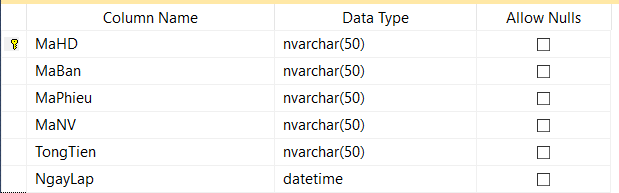 Column Name Data Type Allow Nulls
MaHD nvarchar(50)
MaBan nvarchar(50)
MaPhieu nvarchar(50)
MaNV nvarchar(50)
TongTien nvarchar(50)
NgayLap datetime